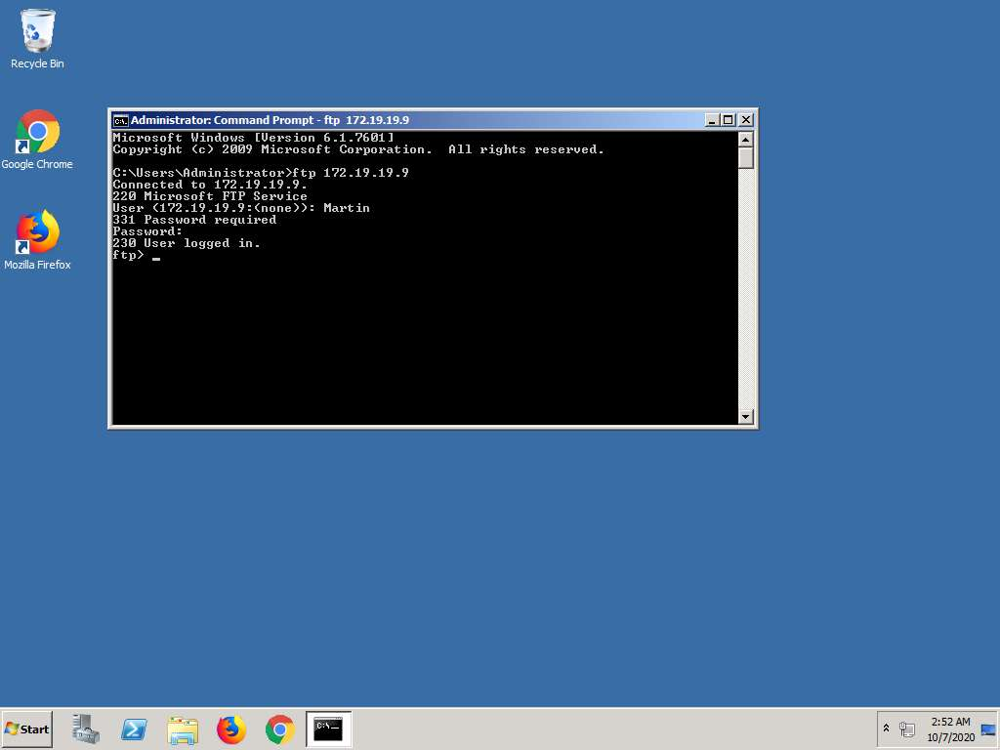 Recycle Bin
Google Chrome
Mozilla Firefox
Administrator: Command Prompt - ftp 172.19.19.9
Microsoft Windows [Version 6.1.7601]
Copyright (c) 2009 Microsoft Corporation.  All rights reserved.
C:\Users\Administrator>ftp 172.19.19.9
Connected to 172.19.19.9.
220 Microsoft FTP Service
User (172.19.19.9:(none)): Martin
331 Password required
Password:
230 User logged in.
ftp> _
Start
C:\._
2:52 AM
10/7/2020